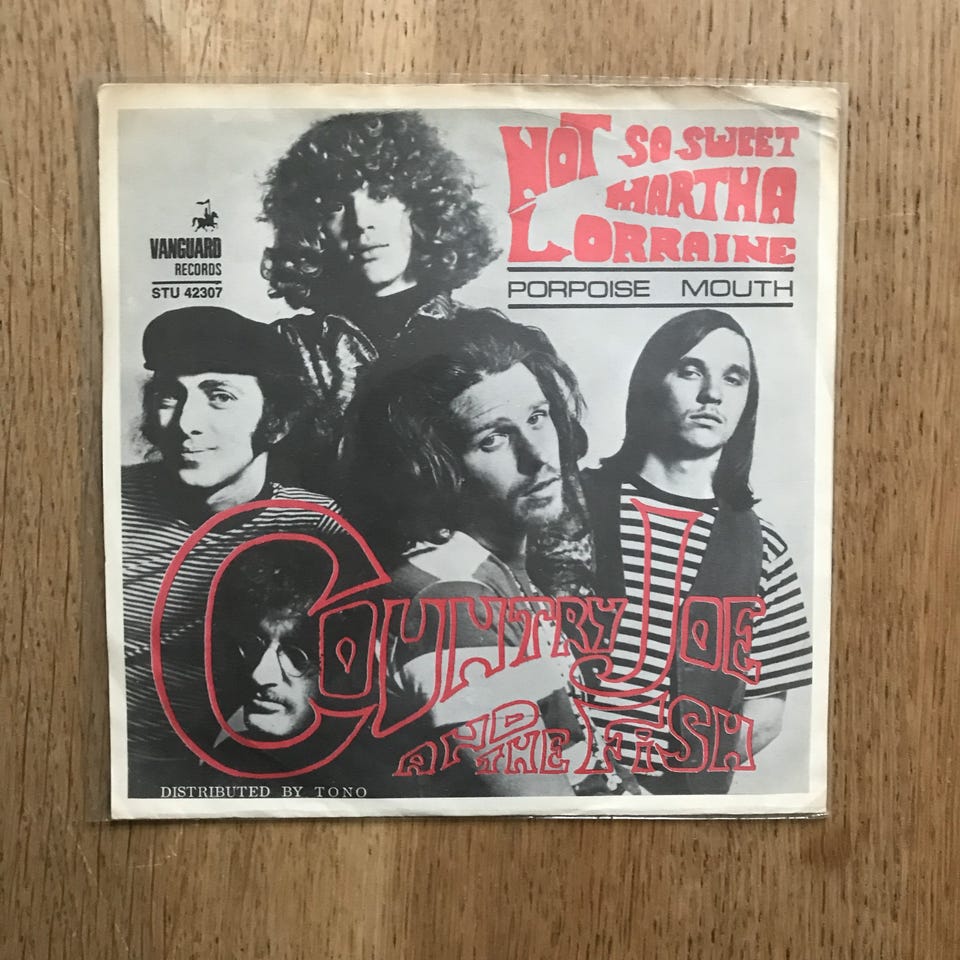 VANGUARD
RECORDS
STU 42307
NOT SO SWEET
MARTHA
LORRAINE
PORPOISE MOUTH
COUNTRY JOE
AND THE FISH
DISTRIBUTED BY TONO